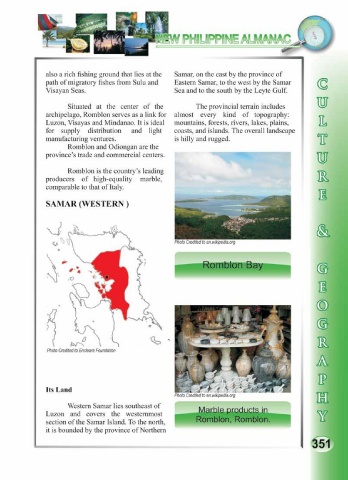 NEW PHILIPPINE ALMANAC
also a rich fishing ground that lies at the
path of migratory fishes from Sulu and
Visayan Seas.
Situated at the center of the
archipelago, Romblon serves as a link for
Luzon, Visayas and Mindanao. It is ideal
for supply distribution and light
manufacturing ventures.
Romblon and Odiongan are the
province's trade and commercial centers.
Romblon is the country's leading
producers of high-equality marble,
comparable to that of Italy.
SAMAR (WESTERN )
Photo Credited to Enclaere Foundation
Its Land
Western Samar lies southeast of
Luzon and covers the westernmost
section of the Samar Island. To the north,
it is bounded by the province of Northern
Samar, on the east by the province of
Eastern Samar, to the west by the Samar
Sea and to the south by the Leyte Gulf.
The provincial terrain includes
almost every kind of topography:
mountains, forests, rivers, lakes, plains,
coasts, and islands. The overall landscape
is hilly and rugged.
Photo Credited to en.wikipedia.org
Romblon Bay
Photo Credited to en.wikipedia.org
Marble products in
Romblon, Romblon.
CULTURE & GEOGRAPHY
351